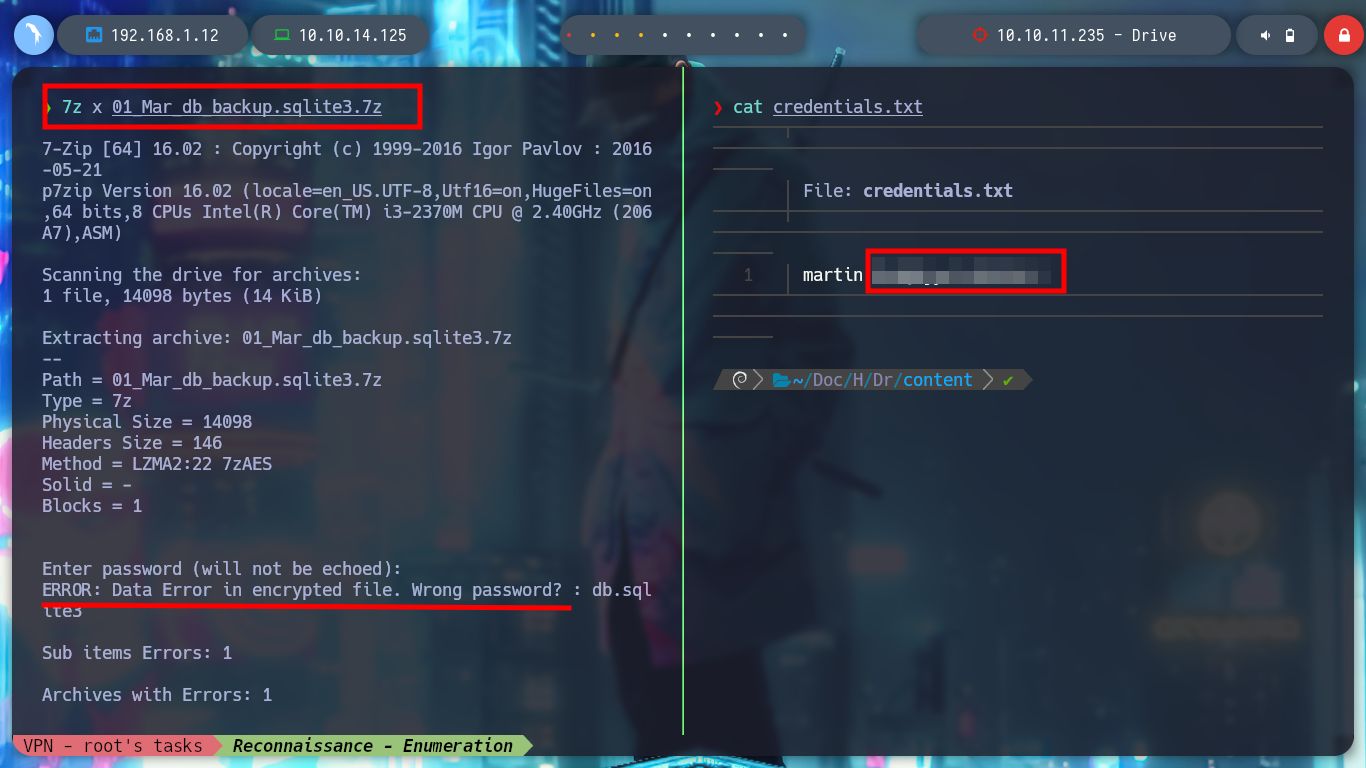 192.168.1.12
10.10.14.125
10.10.11.235 - Drive
7z x 01_Mar_db_backup.sqlite3.7z
7-Zip [64] 16.02 : Copyright (c) 1999-2016 Igor Pavlov : 2016
-05-21
p7zip Version 16.02 (locale=en_US.UTF-8,Utf16=on,HugeFiles=on
,64 bits,8 CPUs Intel(R) Core(TM) i3-2370M CPU @ 2.40GHz (206
A7),ASM)
Scanning the drive for archives:
1 file, 14098 bytes (14 KiB)
Extracting archive: 01_Mar_db_backup.sqlite3.7z
--
Path = 01_Mar_db_backup.sqlite3.7z
Type = 7z
Physical Size = 14098
Headers Size = 146
Method = LZMA2:22 7zAES
Solid = -
Blocks = 1
Enter password (will not be echoed):
ERROR: Data Error in encrypted file. Wrong password? : db.sql
ite3
Sub items Errors: 1
Archives with Errors: 1
❯ cat credentials.txt
File: credentials.txt
1 martin
~/Doc/H/Dr/content ✔
VPN - root's tasks
Reconnaissance - Enumeration